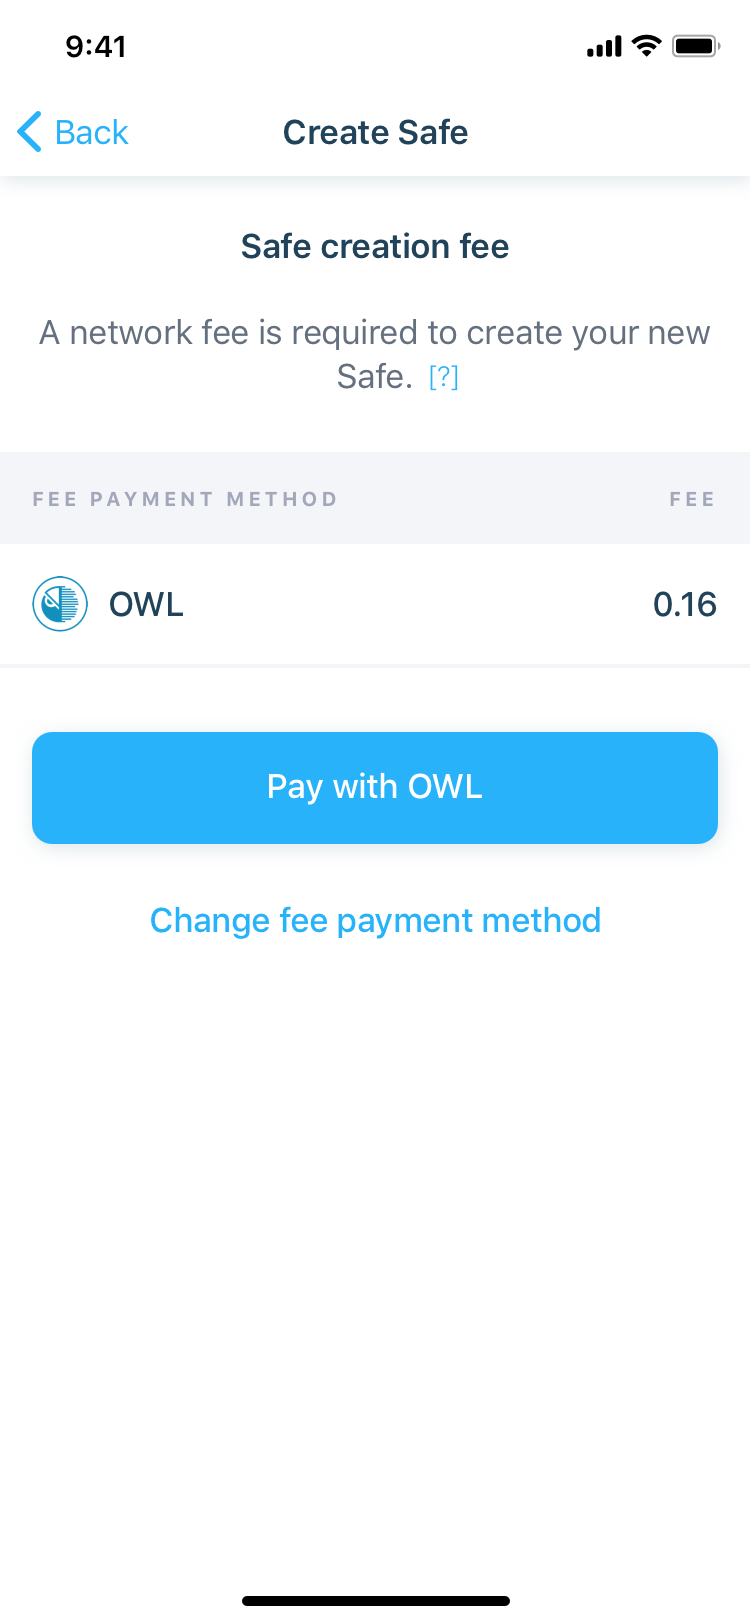 9:41
Back
Create Safe
Safe creation fee
A network fee is required to create your new
Safe. [?]
FEE PAYMENT METHOD FEE
OWL 0.16
Pay with OWL
Change fee payment method